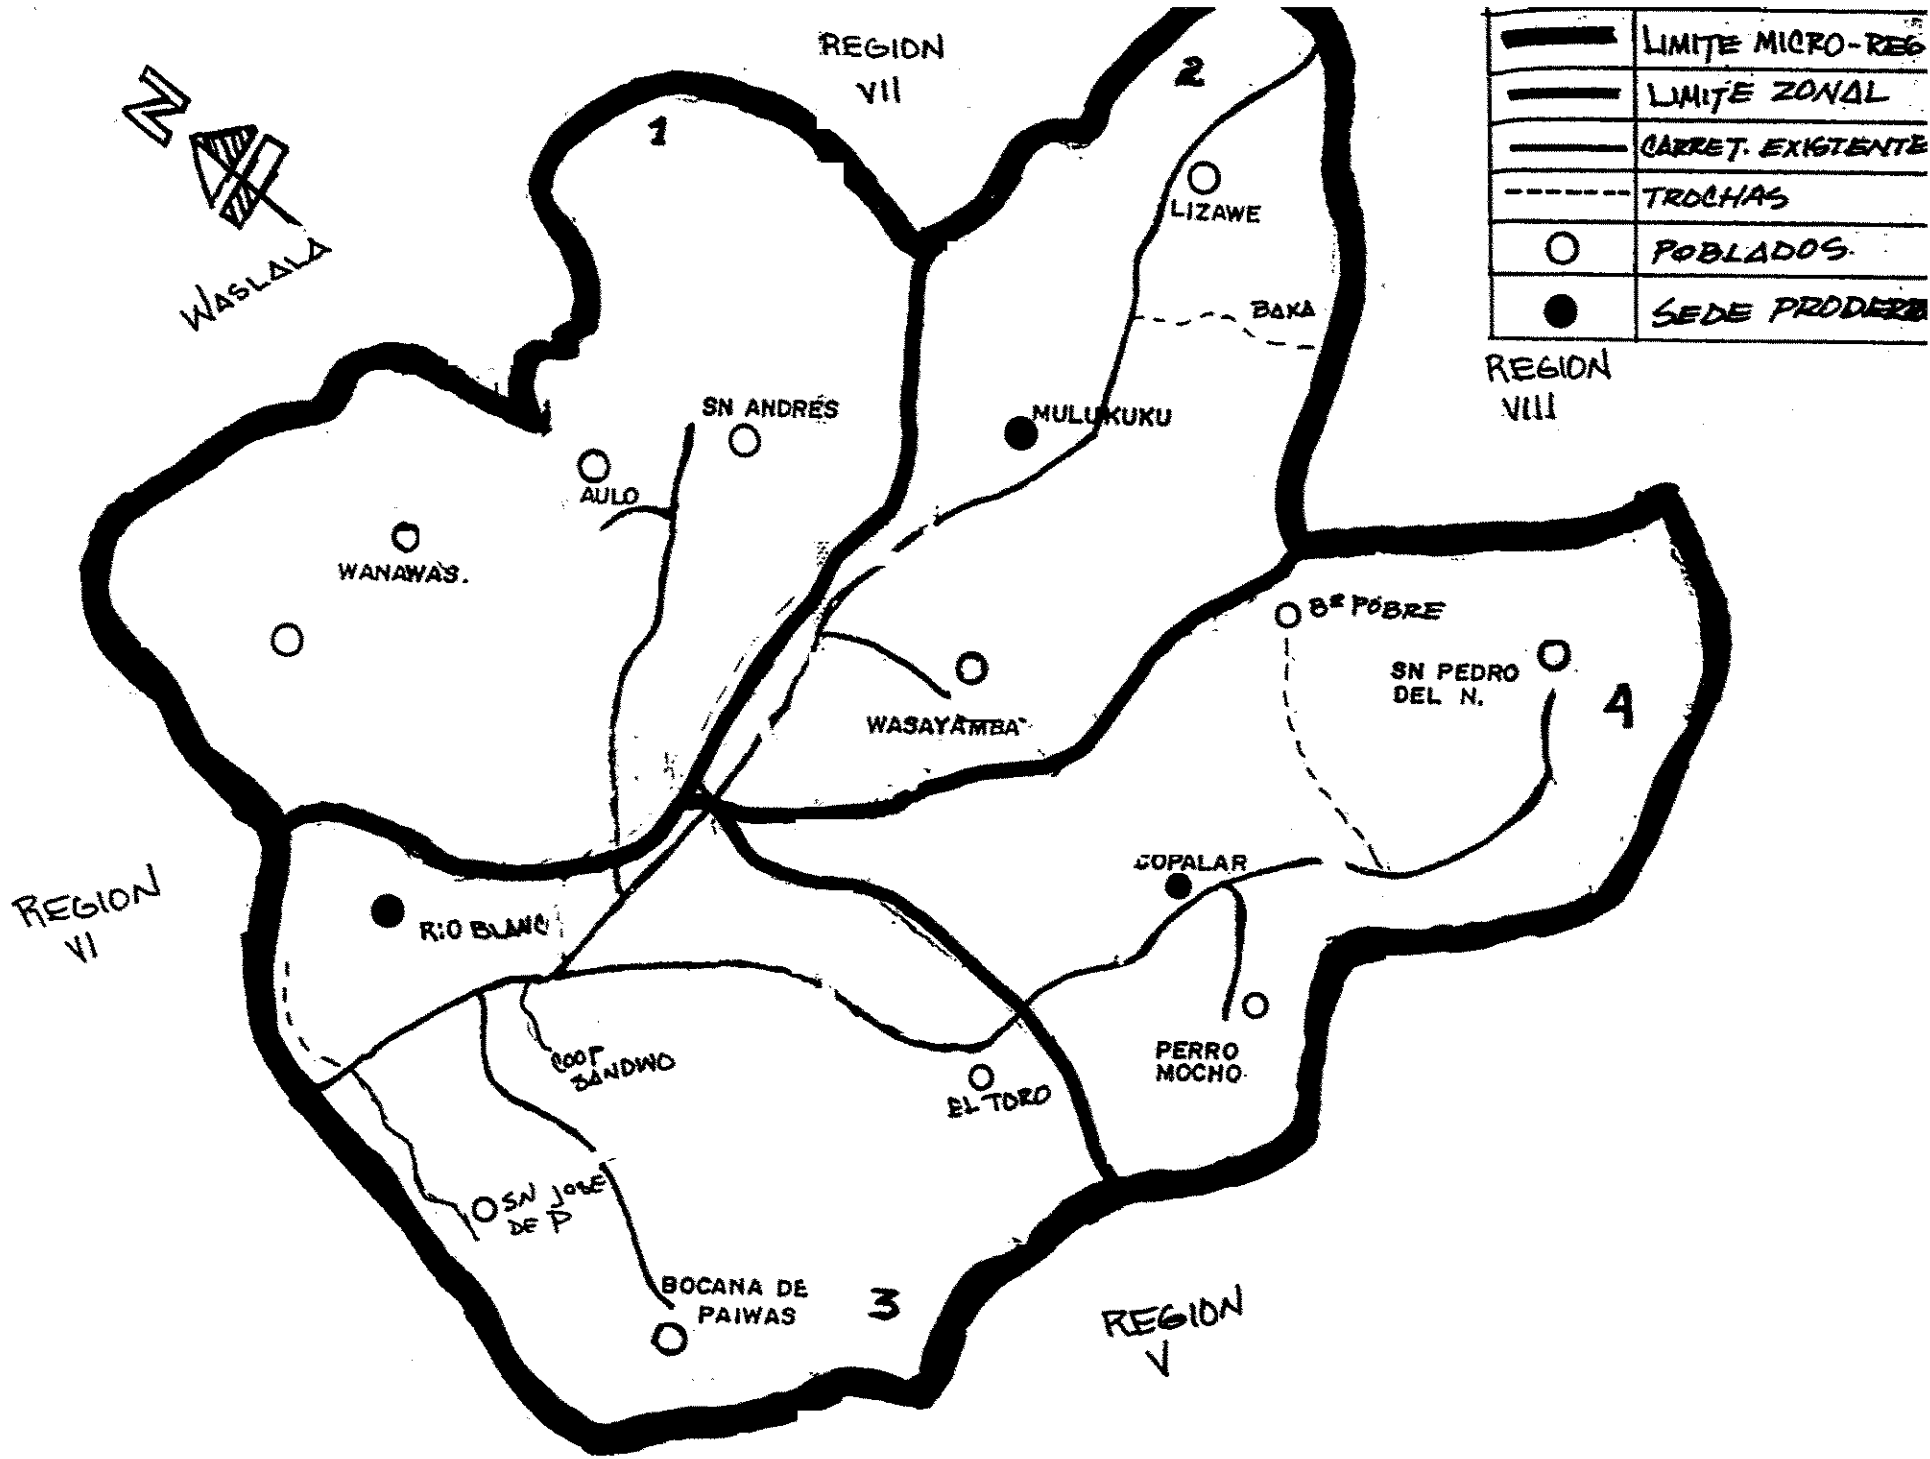 REGION
VII
2
1
N
WASLALA
LIMITE MICRO-REG
LIMITE ZONAL
CARRET. EXISTENTE
TROCHAS
POBLADOS.
SEDE PRODERE
REGION
VIII
LIZAWE
BAKA
SN ANDRÉS
MULUKUKU
AULO
WANAWAS.
Bº POBRE
SN PEDRO
DEL N.
4
WASAYAMBA
COPALAR
REGION
VI
RIO BLANC
COOP
SANDINO
EL TORO
PERRO
MOCHO
SN JOSE
DE P
BOCANA DE
PAIWAS
3
REGION
V